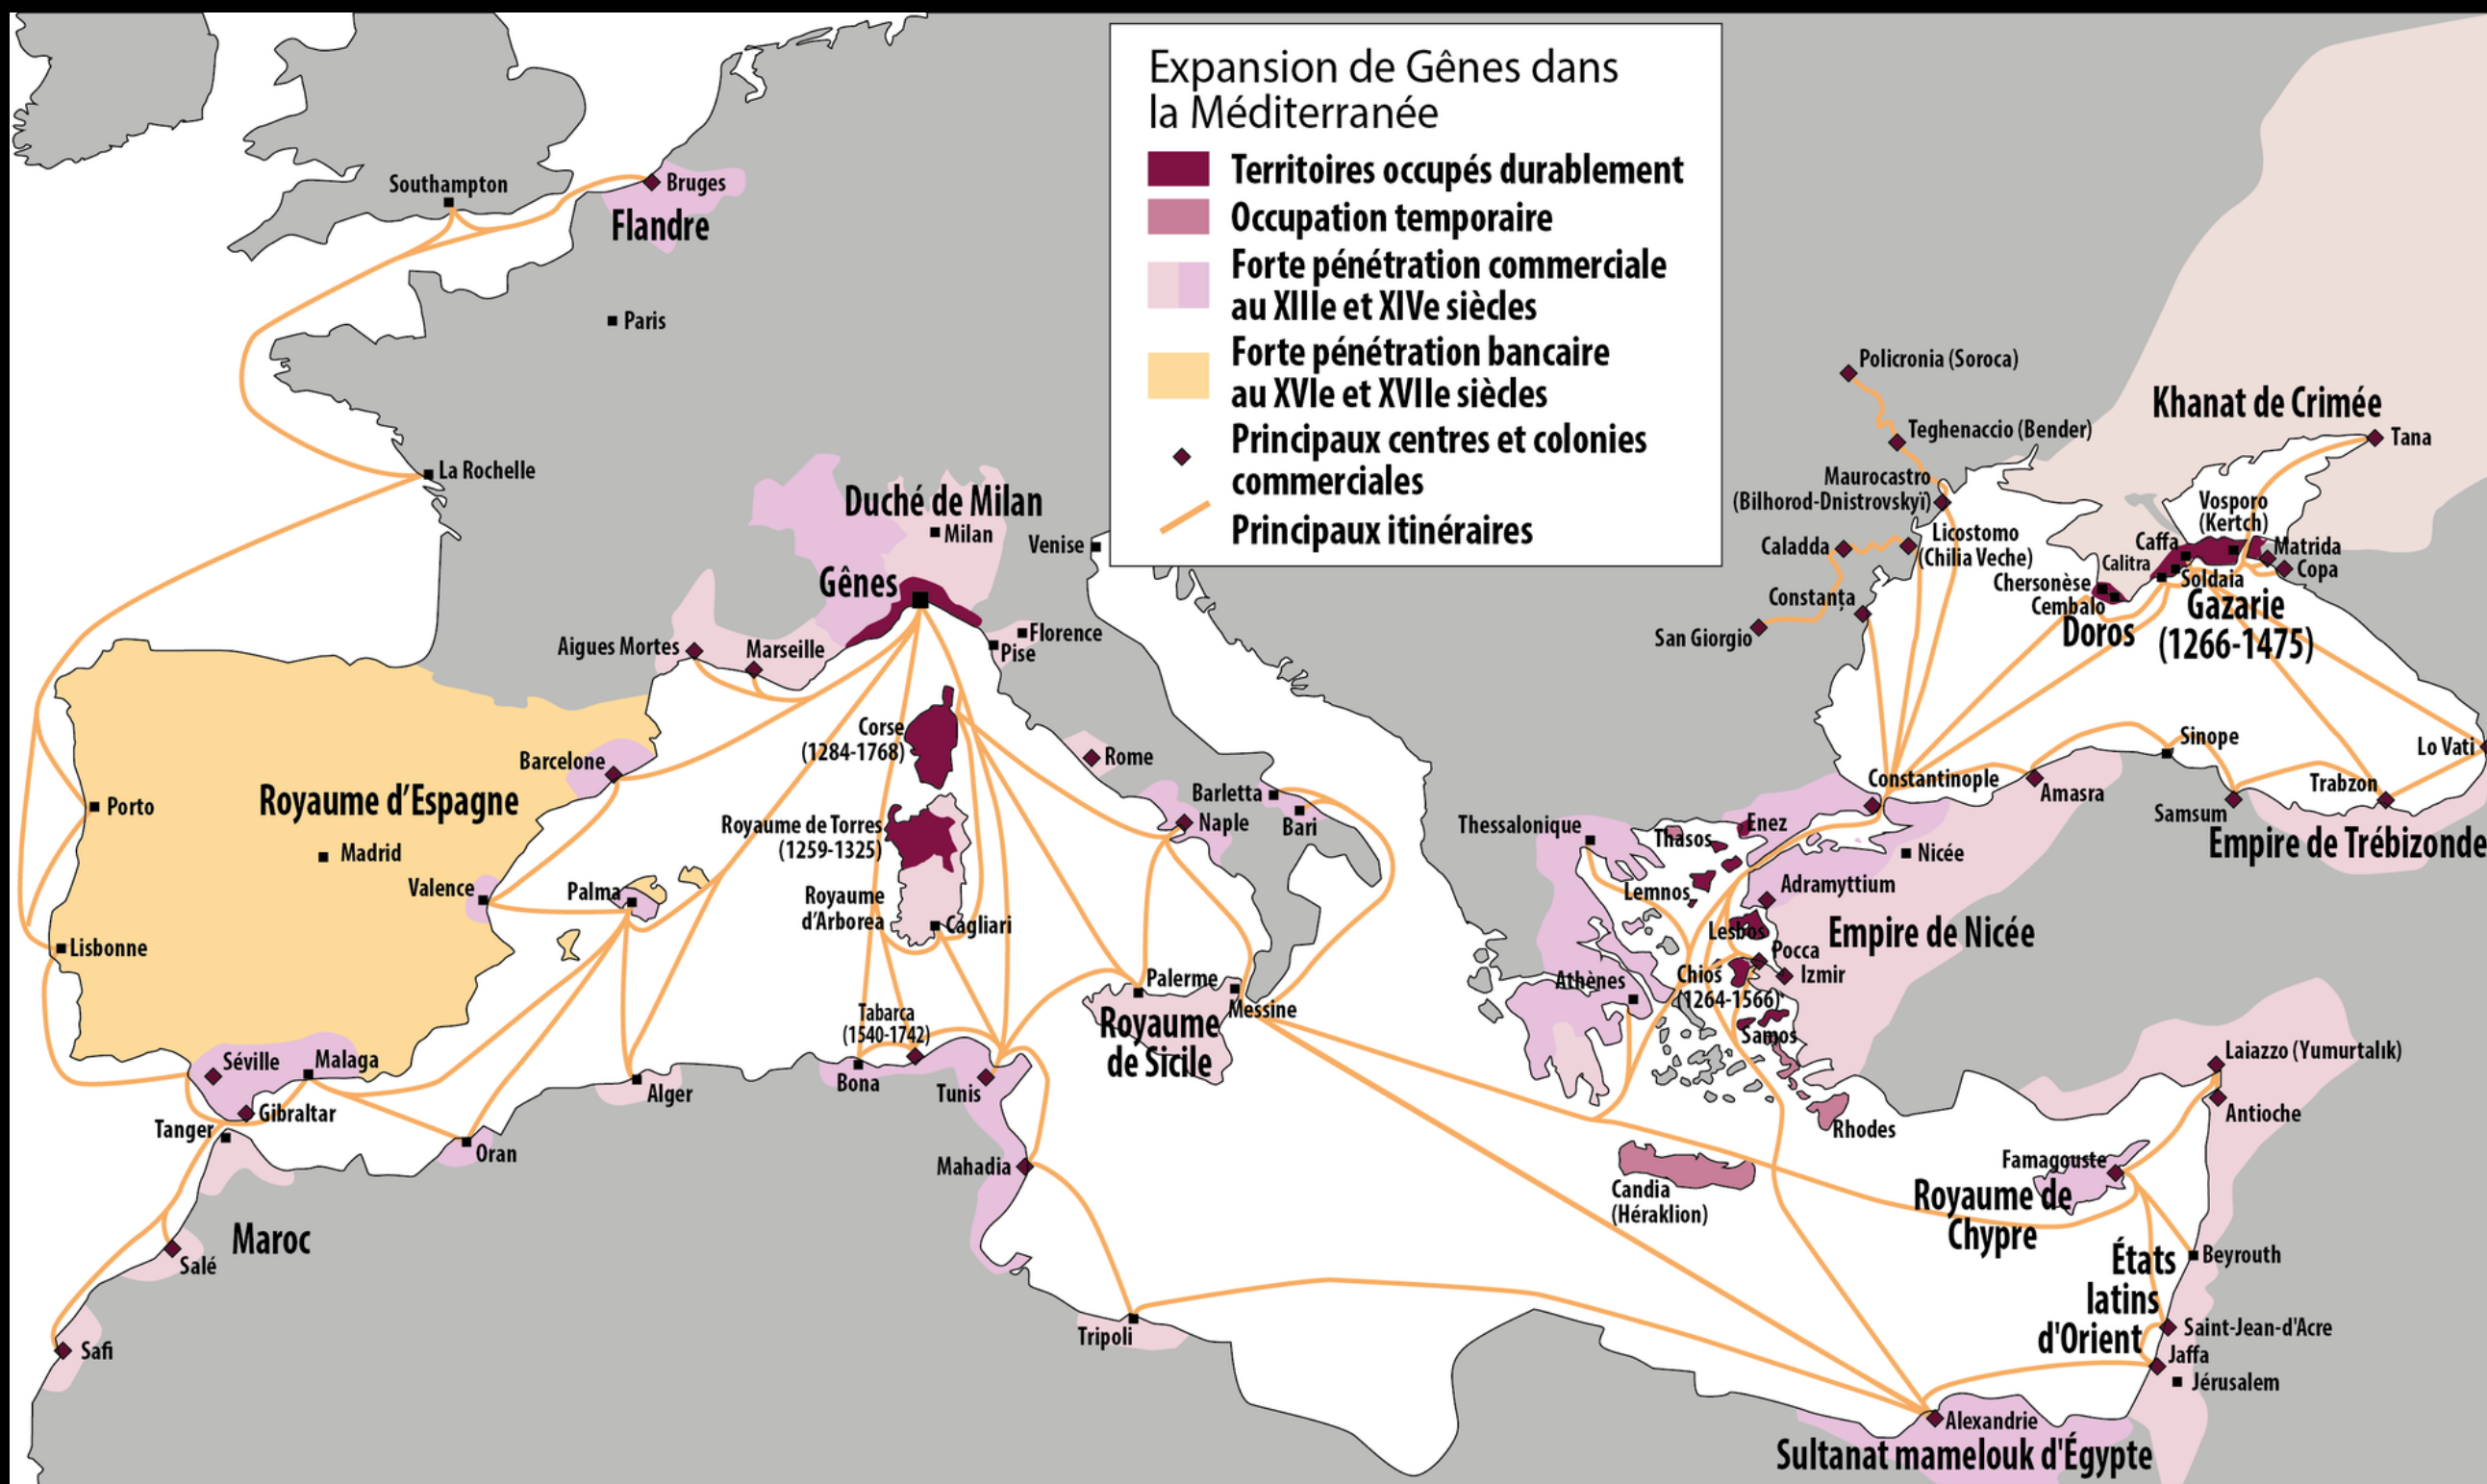 Expansion de Gênes dans
la Méditerranée
Territoires occupés durablement
Occupation temporaire
Forte pénétration commerciale
au XIIIe et XIVe siècles
Forte pénétration bancaire
au XVIe et XVIIe siècles
Principaux centres et colonies
commerciales
Principaux itinéraires
Southampton
Bruges
Flandre
Paris
La Rochelle
Duché de Milan
Milan
Venise
Gênes
Florence
Pise
Aigues Mortes
Marseille
Corse
(1284-1768)
Rome
Barcelone
Royaume d'Espagne
Porto
Madrid
Valence
Palma
Lisbonne
Royaume de Torres
(1259-1325)
Royaume
d'Arborea
Cagliari
Barletta
Bari
Naple
Palerme
Messine
Royaume
de Sicile
Séville
Malaga
Gibraltar
Tanger
Oran
Alger
Tabarca
(1540-1742)
Bona
Tunis
Mahadia
Maroc
Salé
Safi
Tripoli
Policronia (Soroca)
Teghenaccio (Bender)
Maurocastro
(Bilhorod-Dnistrovskyï)
Licostomo
(Chilia Veche)
Caladda
Constanța
San Giorgio
Khanat de Crimée
Tana
Vosporo
(Kertch)
Caffa
Calitra
Matrida
Copa
Soldaia
Chersonèse
Cembalo
Doros
Gazarie
(1266-1475)
Sinope
Lo Vati
Constantinople
Amasra
Samsum
Trabzon
Empire de Trébizonde
Thessalonique
Thasos
Enez
Nicée
Lemnos
Adramyttium
Lesbos
Empire de Nicée
Pocca
Izmir
Chios
(1264-1566)
Athènes
Samos
Rhodes
Candia
(Héraklion)
Laiazzo (Yumurtalık)
Antioche
Famagouste
Royaume de
Chypre
États
latins
d'Orient
Beyrouth
Saint-Jean-d'Acre
Jaffa
Jérusalem
Alexandrie
Sultanat mamelouk d'Égypte